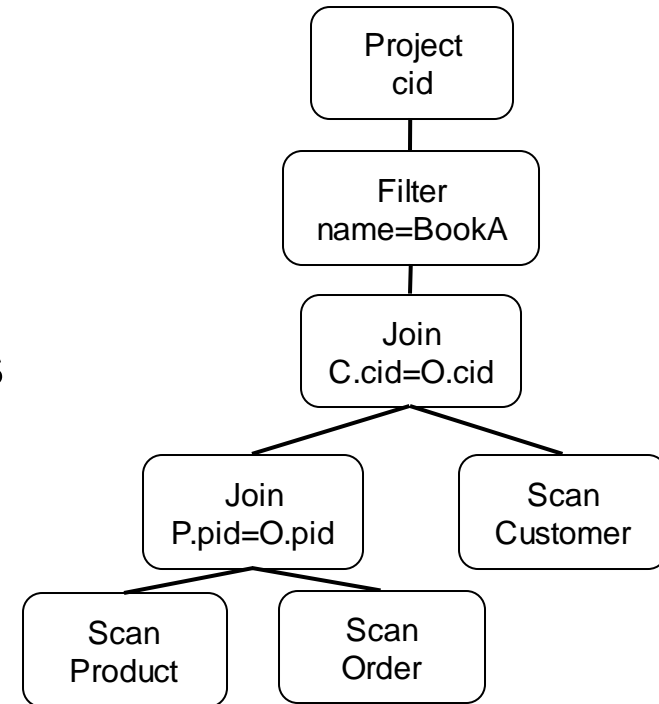 Project
cid
Filter
name=BookA
Join
C.cid=O.cid
Join
P.pid=O.pid
Scan
Customer
Scan
Product
Scan
Order